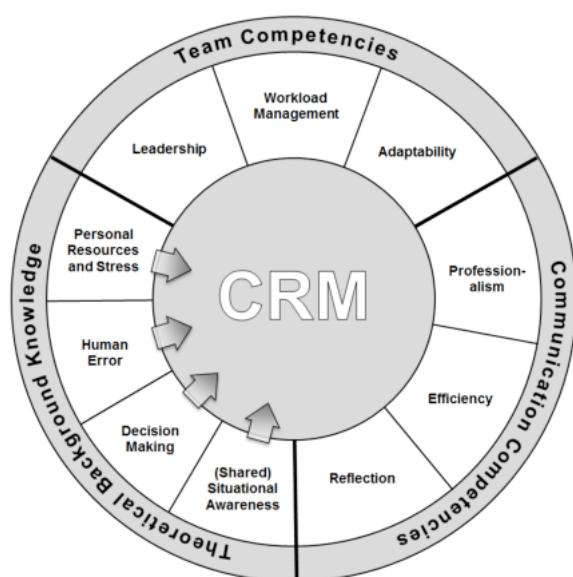 Team Competencies
Workload
Management
Leadership
Adaptability
Personal
Resources
and Stress
Profession-
alism
CRM
Human
Error
Efficiency
Decision
Making
(Shared)
Situational
Awareness
Reflection
Theoretical Background Knowledge
Communication Competencies